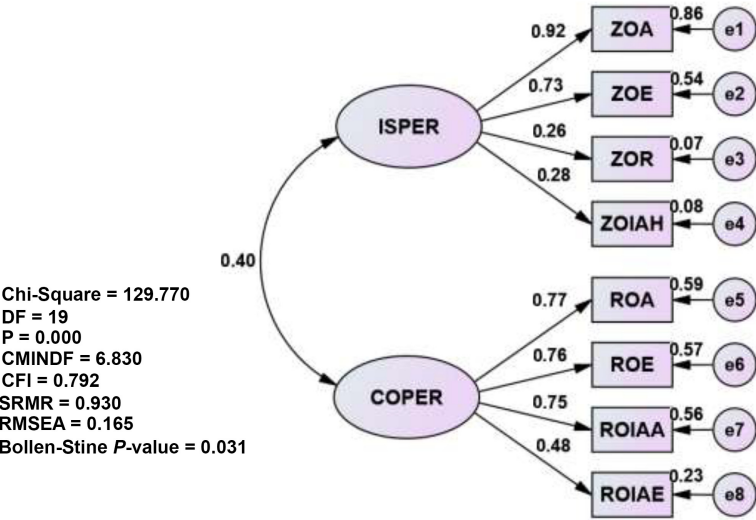 0.92
ZOA
0.86
e1
0.73
ZOE
0.54
e2
ISPER
0.26
ZOR
0.07
e3
0.28
ZOIAH
0.08
e4
0.40
Chi-Square = 129.770
DF = 19
P = 0.000
CMINDF = 6.830
CFI = 0.792
SRMR = 0.930
RMSEA = 0.165
Bollen-Stine P-value = 0.031
0.77
ROA
0.59
e5
0.76
ROE
0.57
e6
COPER
0.75
ROIAA
0.56
e7
0.48
ROIAE
0.23
e8